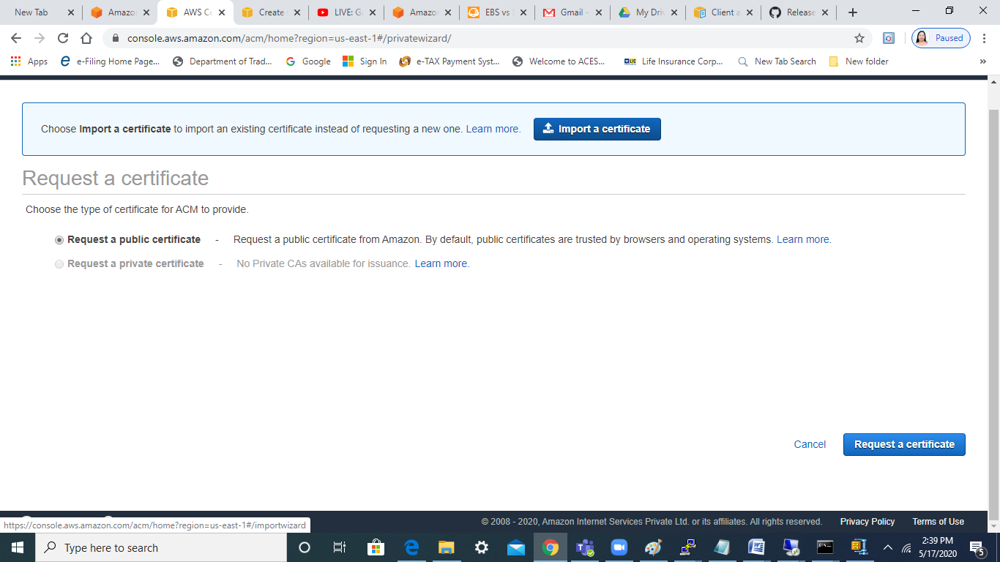 New Tab
Amazo
AWS Ce
Create
LIVE: G
Amazo
EBS vs
Gmail -
My Driv
Client a
Release
console.aws.amazon.com/acm/home?region=us-east-1#/privatewizard/
Paused
Apps
e-Filing Home Page...
Department of Trad...
Google
Sign In
e-TAX Payment Syst...
Welcome to ACES...
LIC
Life Insurance Corp...
New Tab Search
New folder
»
Choose Import a certificate to import an existing certificate instead of requesting a new one. Learn more.
Import a certificate
Request a certificate
Choose the type of certificate for ACM to provide.
Request a public certificate - Request a public certificate from Amazon. By default, public certificates are trusted by browsers and operating systems. Learn more.
Request a private certificate - No Private CAs available for issuance. Learn more.
Cancel
Request a certificate
© 2008 - 2020, Amazon Internet Services Private Ltd. or its affiliates. All rights reserved.
Privacy Policy
Terms of Use
https://console.aws.amazon.com/acm/home?region=us-east-1#/importwizard
Type here to search
2:39 PM
5/17/2020
5